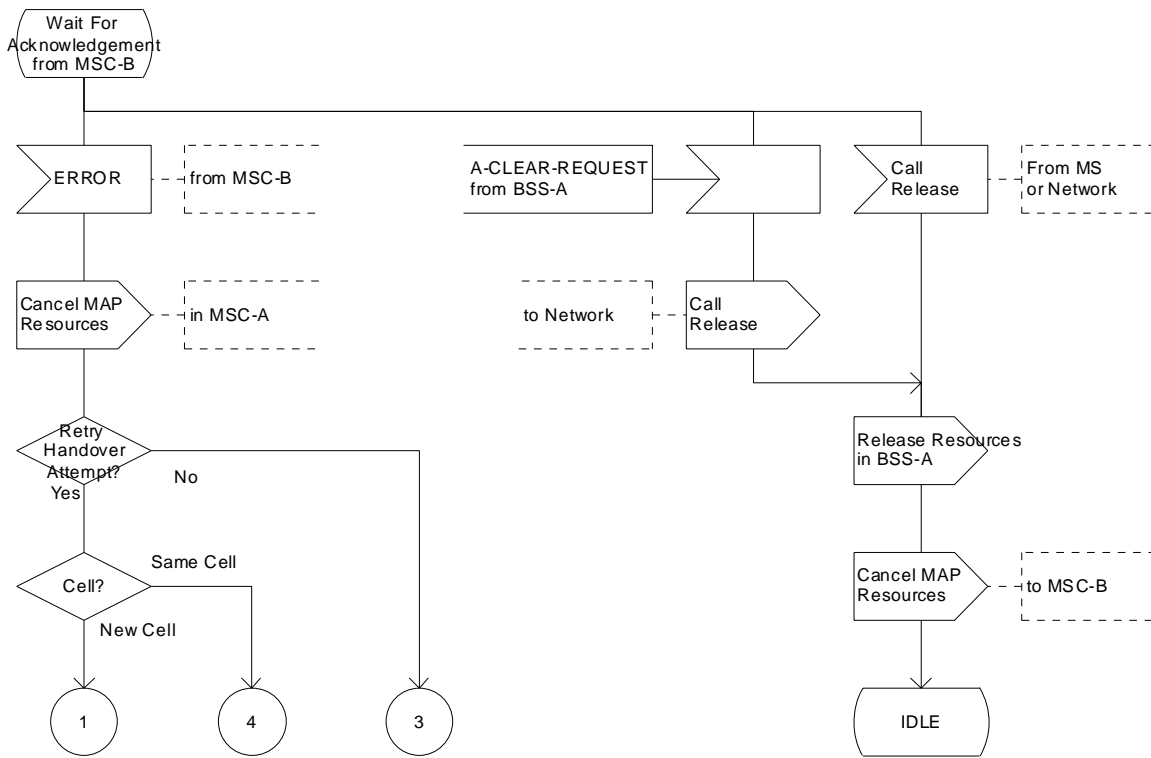 Wait For
Acknowledgement
from MSC-B
ERROR
from MSC-B
A-CLEAR-REQUEST
from BSS-A
Call
Release
From MS
or Network
Cancel MAP
Resources
in MSC-A
to Network
Call
Release
Retry
Handover
Attempt?
Yes
No
Release Resources
in BSS-A
Cell?
Same Cell
New Cell
Cancel MAP
Resources
to MSC-B
1
4
3
IDLE